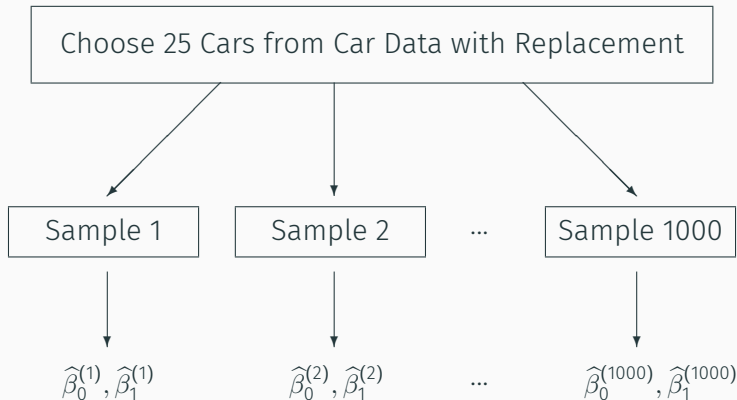 Choose 25 Cars from Car Data with Replacement
Sample 1 Sample 2 ... Sample 1000
β̂₀⁽¹⁾, β̂₁⁽¹⁾ β̂₀⁽²⁾, β̂₁⁽²⁾ ... β̂₀⁽¹⁰⁰⁰⁾, β̂₁⁽¹⁰⁰⁰⁾